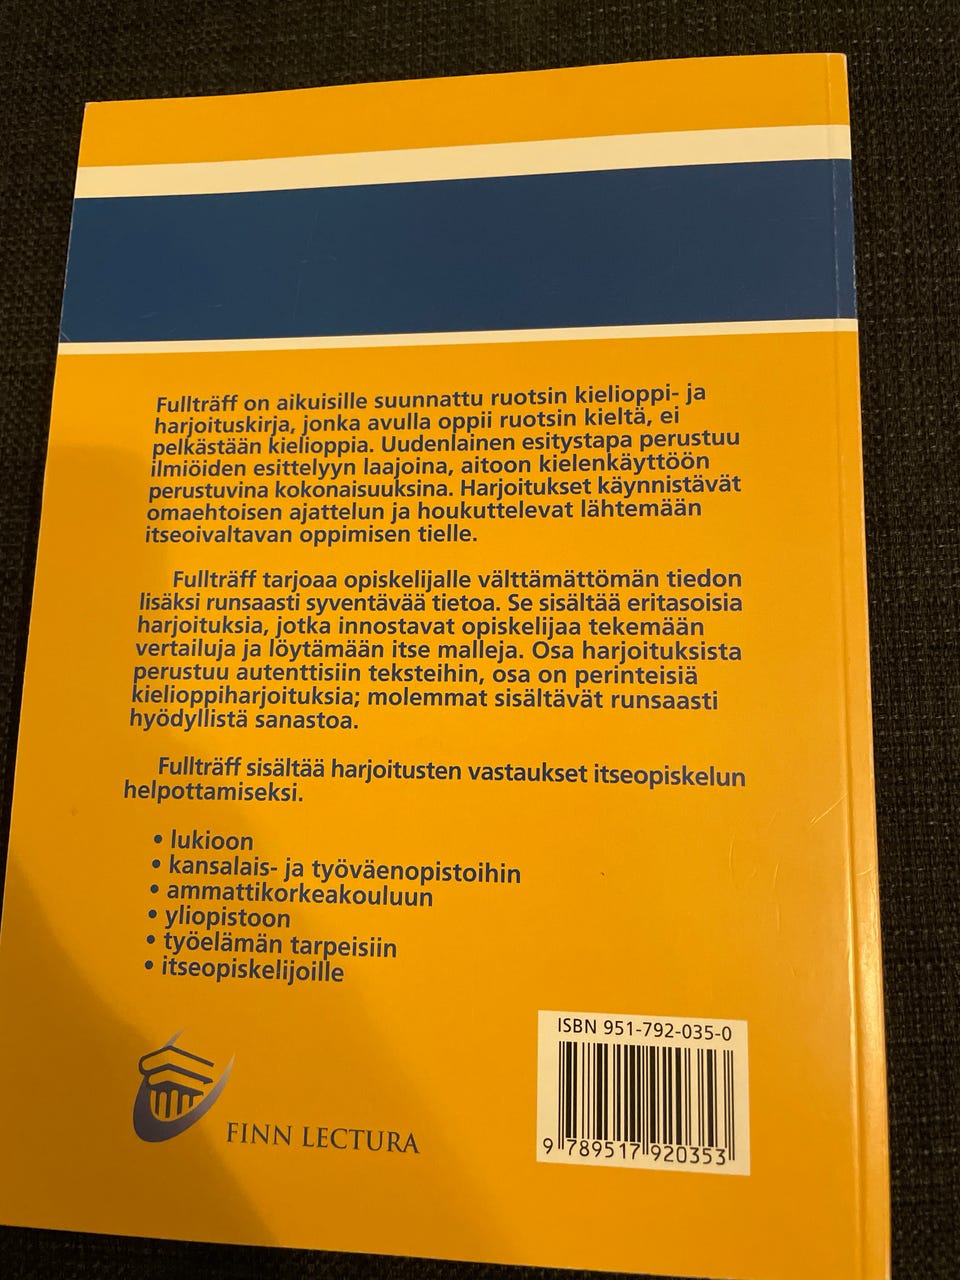 Fullträff on aikuisille suunnattu ruotsin kielioppi- ja
harjoituskirja, jonka avulla oppii ruotsin kieltä, ei
pelkästään kielioppia. Uudenlainen esitystapa perustuu
ilmiöiden esittelyyn laajoina, aitoon kielenkäyttöön
perustuvina kokonaisuuksina. Harjoitukset käynnistävät
omaehtoisen ajattelun ja houkuttelevat lähtemään
itseoivaltavan oppimisen tielle.
Fullträff tarjoaa opiskelijalle välttämättömän tiedon
lisäksi runsaasti syventävää tietoa. Se sisältää eritasoisia
harjoituksia, jotka innostavat opiskelijaa tekemään
vertailuja ja löytämään itse malleja. Osa harjoituksista
perustuu autenttisiin teksteihin, osa on perinteisiä
kielioppiharjoituksia; molemmat sisältävät runsaasti
hyödyllistä sanastoa.
Fullträff sisältää harjoitusten vastaukset itseopiskelun
helpottamiseksi.
• lukioon
• kansalais- ja työväenopistoihin
• ammattikorkeakouluun
• yliopistoon
• työelämän tarpeisiin
• itseopiskelijoille
FINN LECTURA
ISBN 951-792-035-0
9 789517 920353